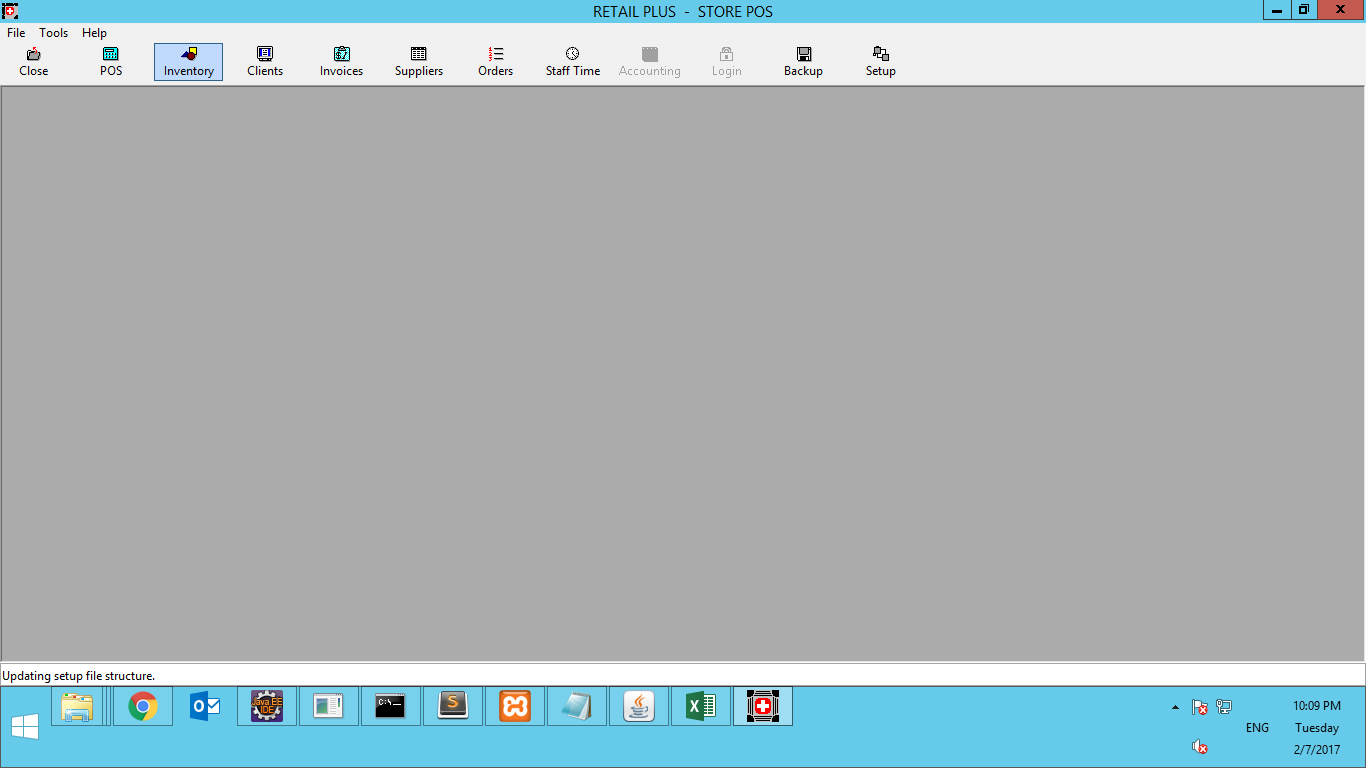 RETAIL PLUS - STORE POS
File Tools Help
Close POS Inventory Clients Invoices Suppliers Orders Staff Time Accounting Login Backup Setup
Updating setup file structure.
Java EE
IDE
C:\
10:09 PM
ENG Tuesday
2/7/2017